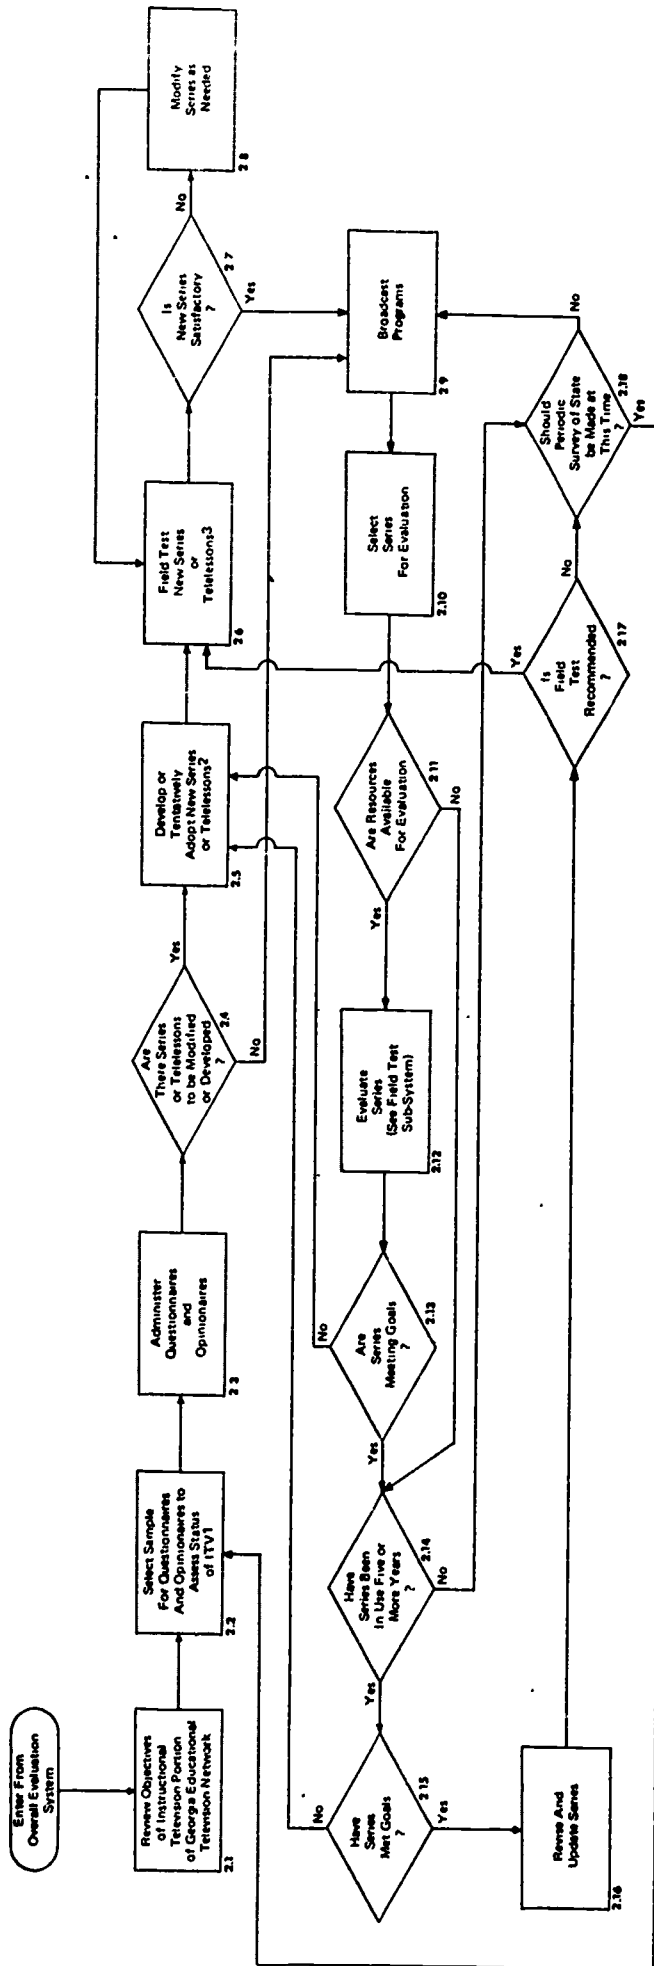 Enter From
Overall Evaluation
System
Review Objectives
of Instructional
Television Portion
of Georgia Educational
Television Network
2.1
Select Sample
For Questionnaires
And Opinionaires to
Assess Status
of ITV1
2.2
Administer
Questionnaires
and
Opinionaires
2.3
Are
There Series
or Telelessons
to be Modified
or Developed
?
2.4
Yes
No
Develop or
Tentatively
Adopt New Series
or Telelessons2
2.5
Field Test
New Series
or
Telelessons3
2.6
Is
New Series
Satisfactory
?
2.7
No
Yes
Modify
Series as
Needed
2.8
Broadcast
Programs
2.9
Select
Series
For Evaluation
2.10
Are Resources
Available
For Evaluation
2.11
Yes
No
Evaluate
Series
(See Field Test
Sub-System)
2.12
Are
Series
Meeting Goals
?
2.13
No
Yes
Have
Series Been
In Use Five or
More Years
?
2.14
No
Yes
Have
Series
Met Goals
?
2.15
No
Yes
Revise And
Update Series
2.16
Is
Field
Test
Recommended
?
2.17
Yes
No
Should
Periodic
Survey of State
be Made at
This Time
?
2.18
No
Yes